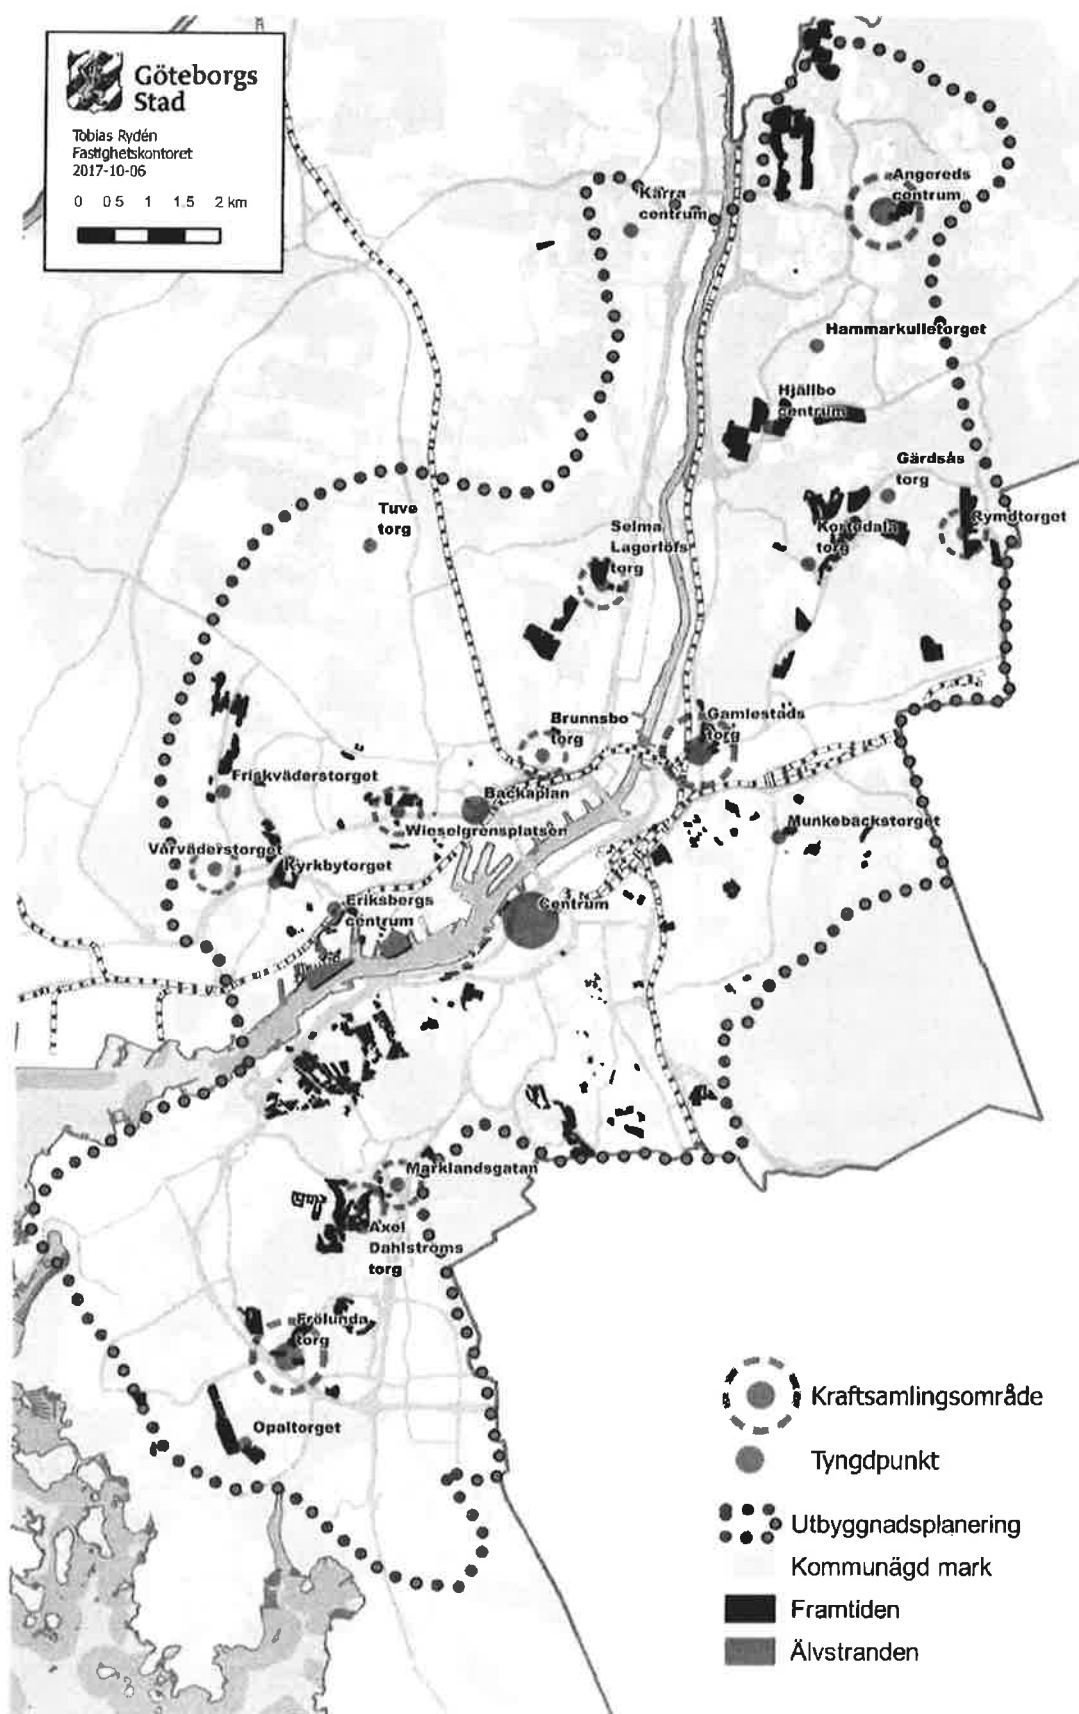 Göteborgs
Stad
Tobias Rydén
Fastighetskontoret
2017-10-06
0 0 5 1 1.5 2 km
Angereds
centrum
Kärra
centrum
Hammarkulletorget
Hjällbo
centrum
Gärdsås
torg
Tuve
torg
Selma
Lagerlöfs
torg
Kortedala
torg
Rymdtorget
Brunnsbo
torg
Gamlestads
torg
Friskväderstorget
Backaplan
Wieselgrensplatsen
Munkebäckstorget
Vårväderstorget
Kyrkbytorget
Eriksbergs
centrum
Centrum
Marklandsgatan
Axel
Dahlströms
torg
Frölunda
torg
Opaltorget
Kraftsamlingsområde
Tyngdpunkt
Utbyggnadsplanering
Kommunägd mark
Framtiden
Älvstranden